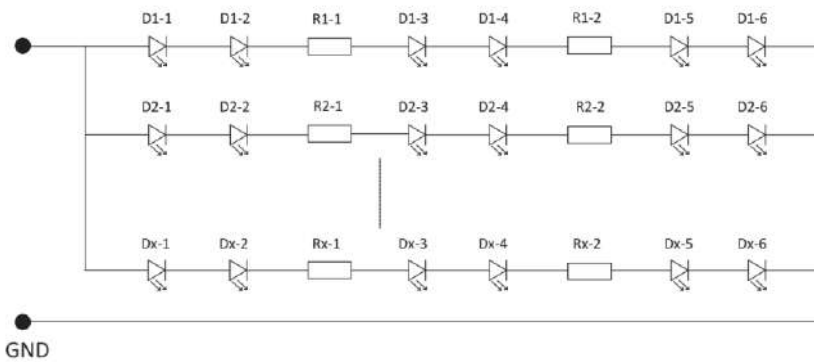 D1-1 D1-2 R1-1 D1-3 D1-4 R1-2 D1-5 D1-6
D2-1 D2-2 R2-1 D2-3 D2-4 R2-2 D2-5 D2-6
Dx-1 Dx-2 Rx-1 Dx-3 Dx-4 Rx-2 Dx-5 Dx-6
GND